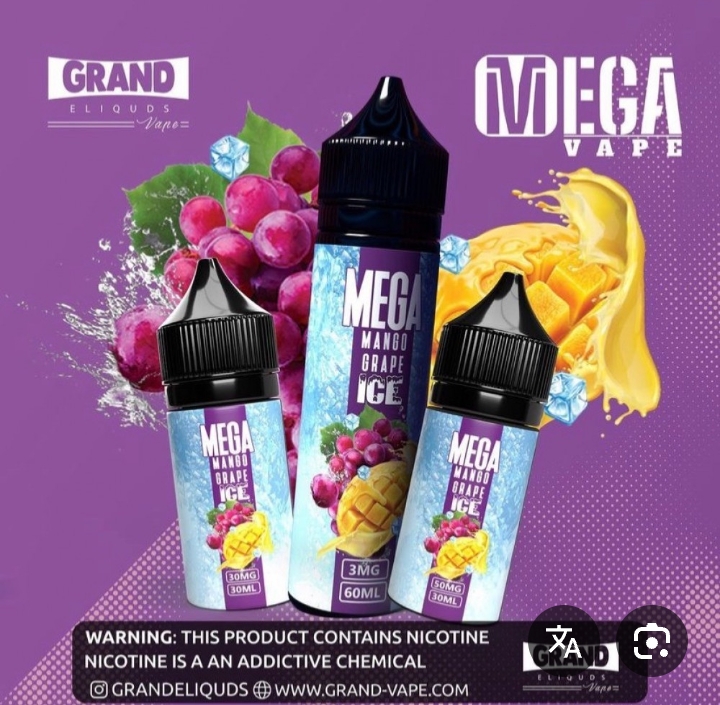 GRAND
ELIQUDS
Vape
MEGA
VAPE
MEGA
MANGO
GRAPE
ICE
3MG
60ML
MEGA
MANGO
GRAPE
ICE
30MG
30ML
MEGA
MANGO
GRAPE
ICE
50MG
30ML
WARNING: THIS PRODUCT CONTAINS NICOTINE
NICOTINE IS A AN ADDICTIVE CHEMICAL
GRANDELIQUDS WWW.GRAND-VAPE.COM
GRAND
ELIQUDS
Vape